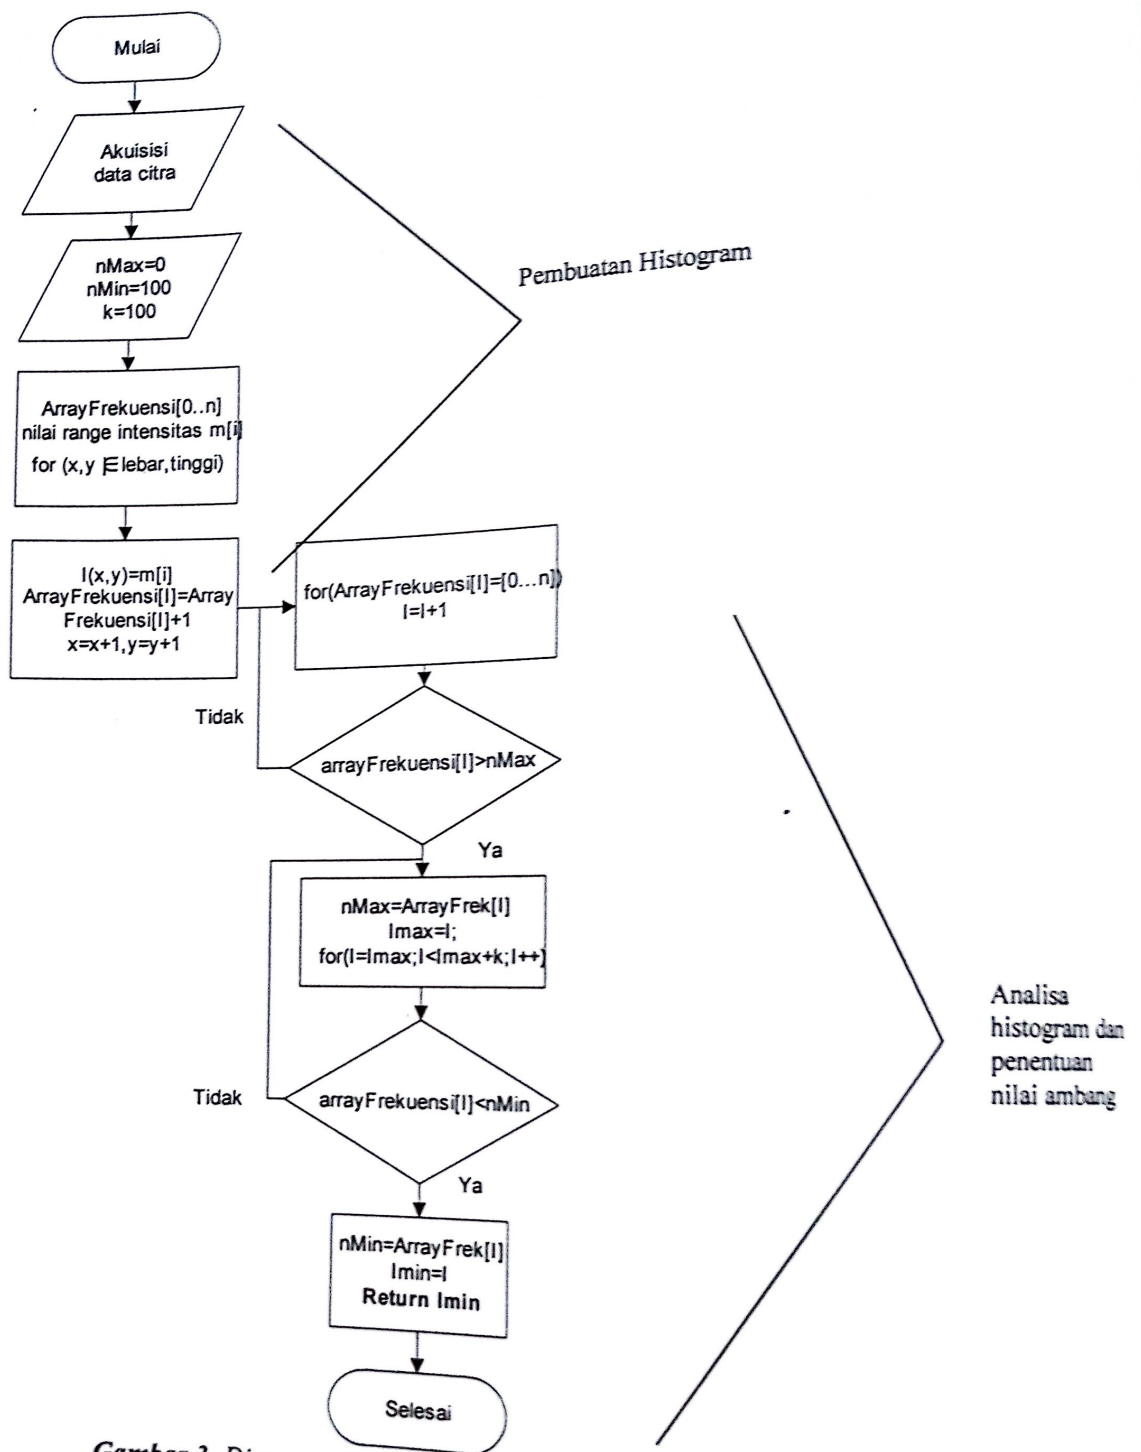 Mulai
Akuisisi
data citra
nMax=0
nMin=100
k=100
ArrayFrekuensi[0..n]
nilai range intensitas m[i]
for (x,y ∈lebar,tinggi)
I(x,y)=m[i]
ArrayFrekuensi[I]=Array
Frekuensi[I]+1
x=x+1,y=y+1
Pembuatan Histogram
for(ArrayFrekuensi[I]=[0...n])
I=I+1
Tidak
arrayFrekuensi[I]>nMax
Ya
nMax=ArrayFrek[I]
Imax=I;
for(I=Imax;I<Imax+k;I++)
Tidak
arrayFrekuensi[I]<nMin
Ya
nMin=ArrayFrek[I]
Imin=I
Return Imin
Selesai
Analisa
histogram dan
penentuan
nilai ambang
Gambar